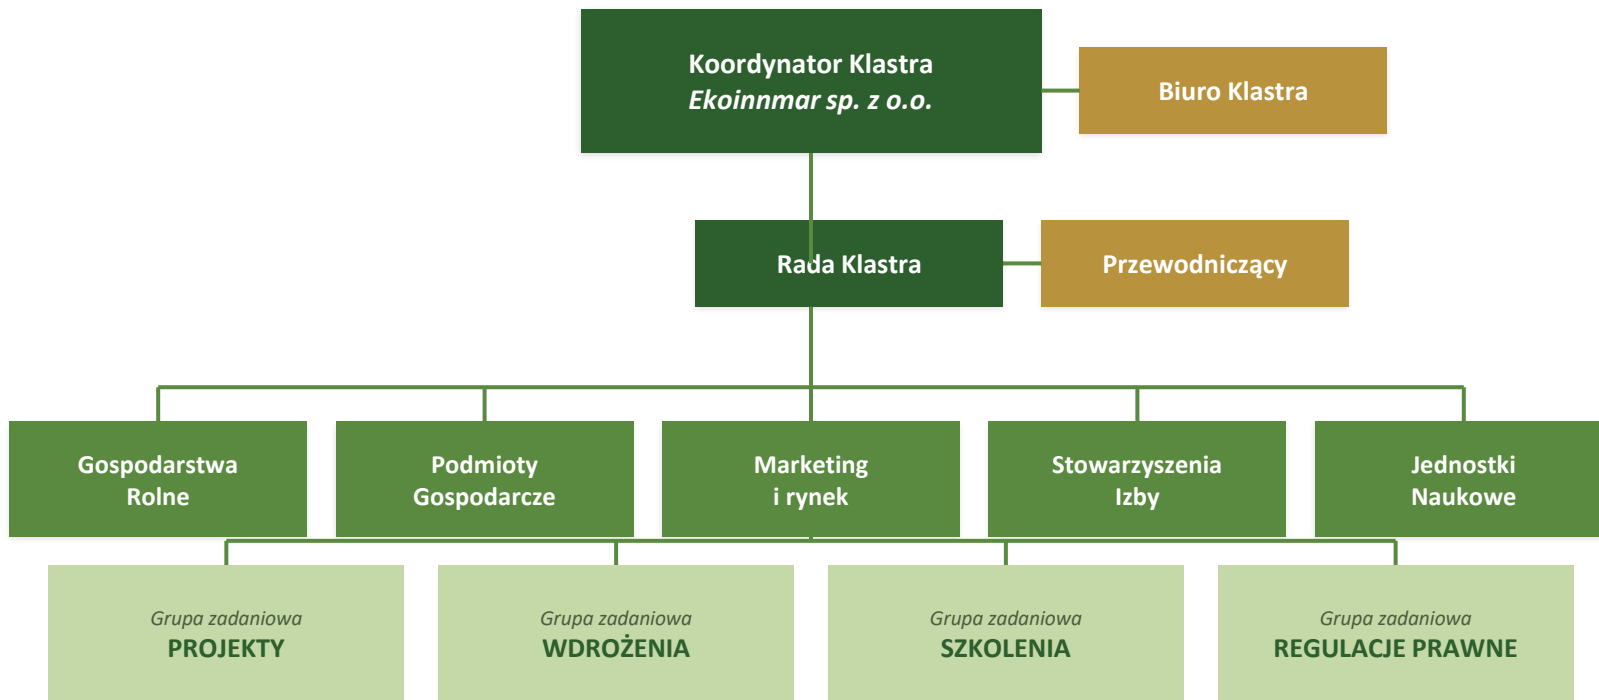 Koordynator Klastra
Ekoinnmar sp. z o.o.
Biuro Klastra
Rada Klastra
Przewodniczący
Gospodarstwa
Rolne
Podmioty
Gospodarcze
Marketing
i rynek
Stowarzyszenia
Izby
Jednostki
Naukowe
Grupa zadaniowa
PROJEKTY
Grupa zadaniowa
WDROŻENIA
Grupa zadaniowa
SZKOLENIA
Grupa zadaniowa
REGULACJE PRAWNE